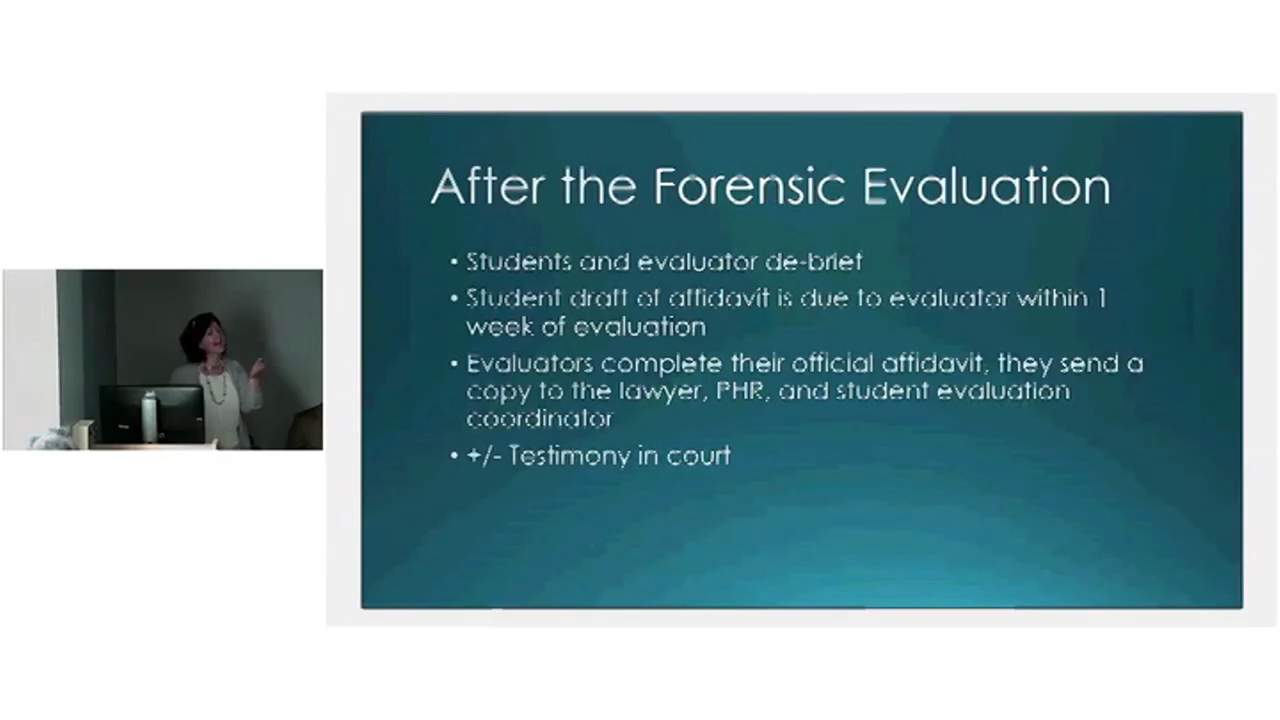 After the Forensic Evaluation
• Students and evaluator de-brief
• Student draft of affidavit is due to evaluator within 1
week of evaluation
• Evaluators complete their official affidavit, they send a
copy to the lawyer, PHR, and student evaluation
coordinator
• +/- Testimony in court